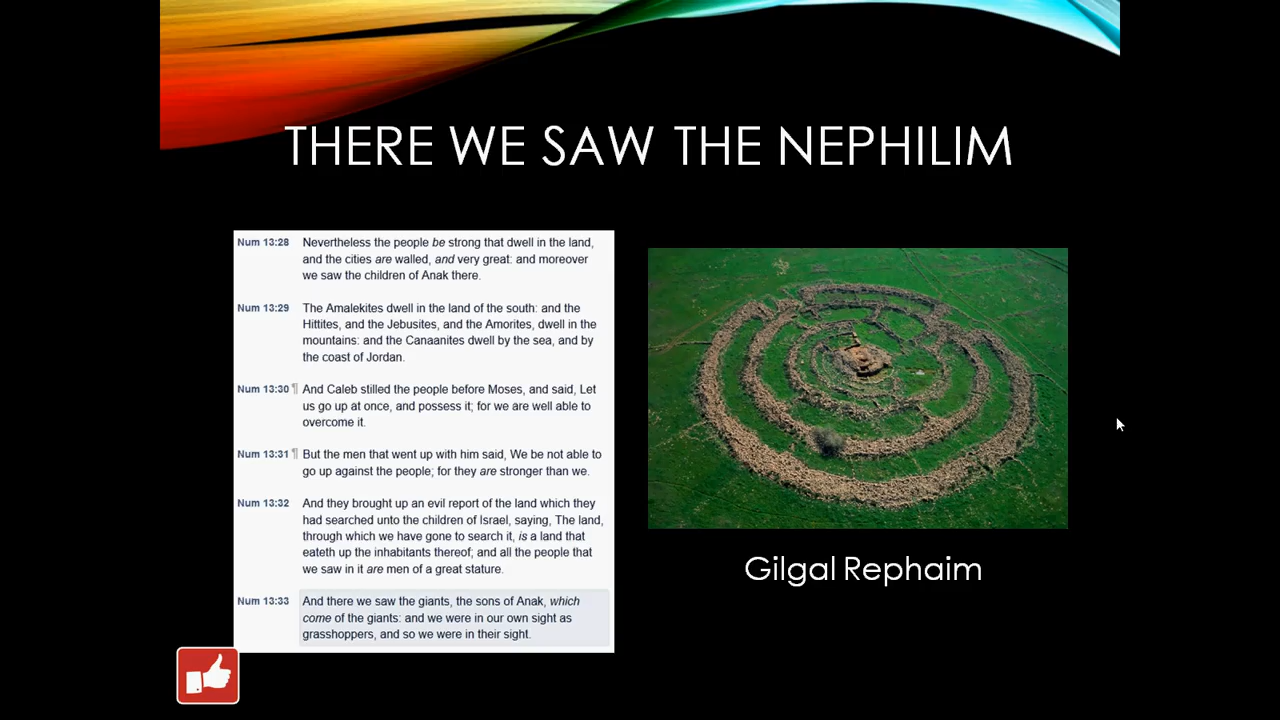 THERE WE SAW THE NEPHILIM
Num 13:28 Nevertheless the people be strong that dwell in the land,
and the cities are walled, and very great: and moreover
we saw the children of Anak there.
Num 13:29 The Amalekites dwell in the land of the south: and the
Hittites, and the Jebusites, and the Amorites, dwell in the
mountains: and the Canaanites dwell by the sea, and by
the coast of Jordan.
Num 13:30 ¶ And Caleb stilled the people before Moses, and said, Let
us go up at once, and possess it; for we are well able to
overcome it.
Num 13:31 ¶ But the men that went up with him said, We be not able to
go up against the people; for they are stronger than we.
Num 13:32 And they brought up an evil report of the land which they
had searched unto the children of Israel, saying, The land,
through which we have gone to search it, is a land that
eateth up the inhabitants thereof; and all the people that
we saw in it are men of a great stature.
Num 13:33 And there we saw the giants, the sons of Anak, which
come of the giants: and we were in our own sight as
grasshoppers, and so we were in their sight.
Gilgal Rephaim